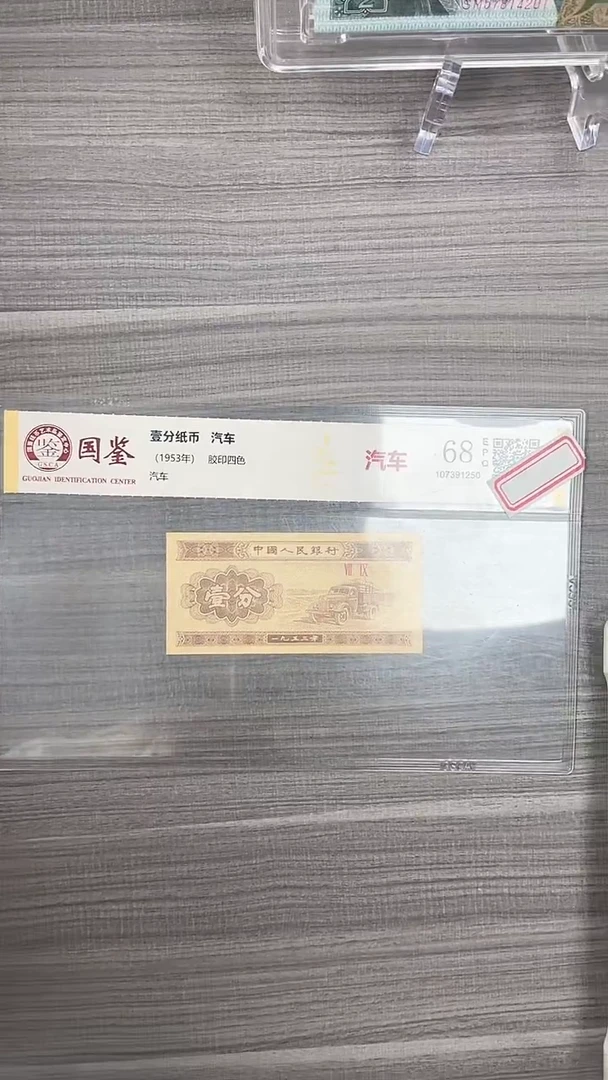 国鉴
GXCA
GUOJIAN IDENTIFICATION CENTER
壹分纸币 汽车
（1953年） 胶印四色
汽车
汽车
68
EPQ
107391250
中國人民銀行
VII IX
壹分
一九五三年